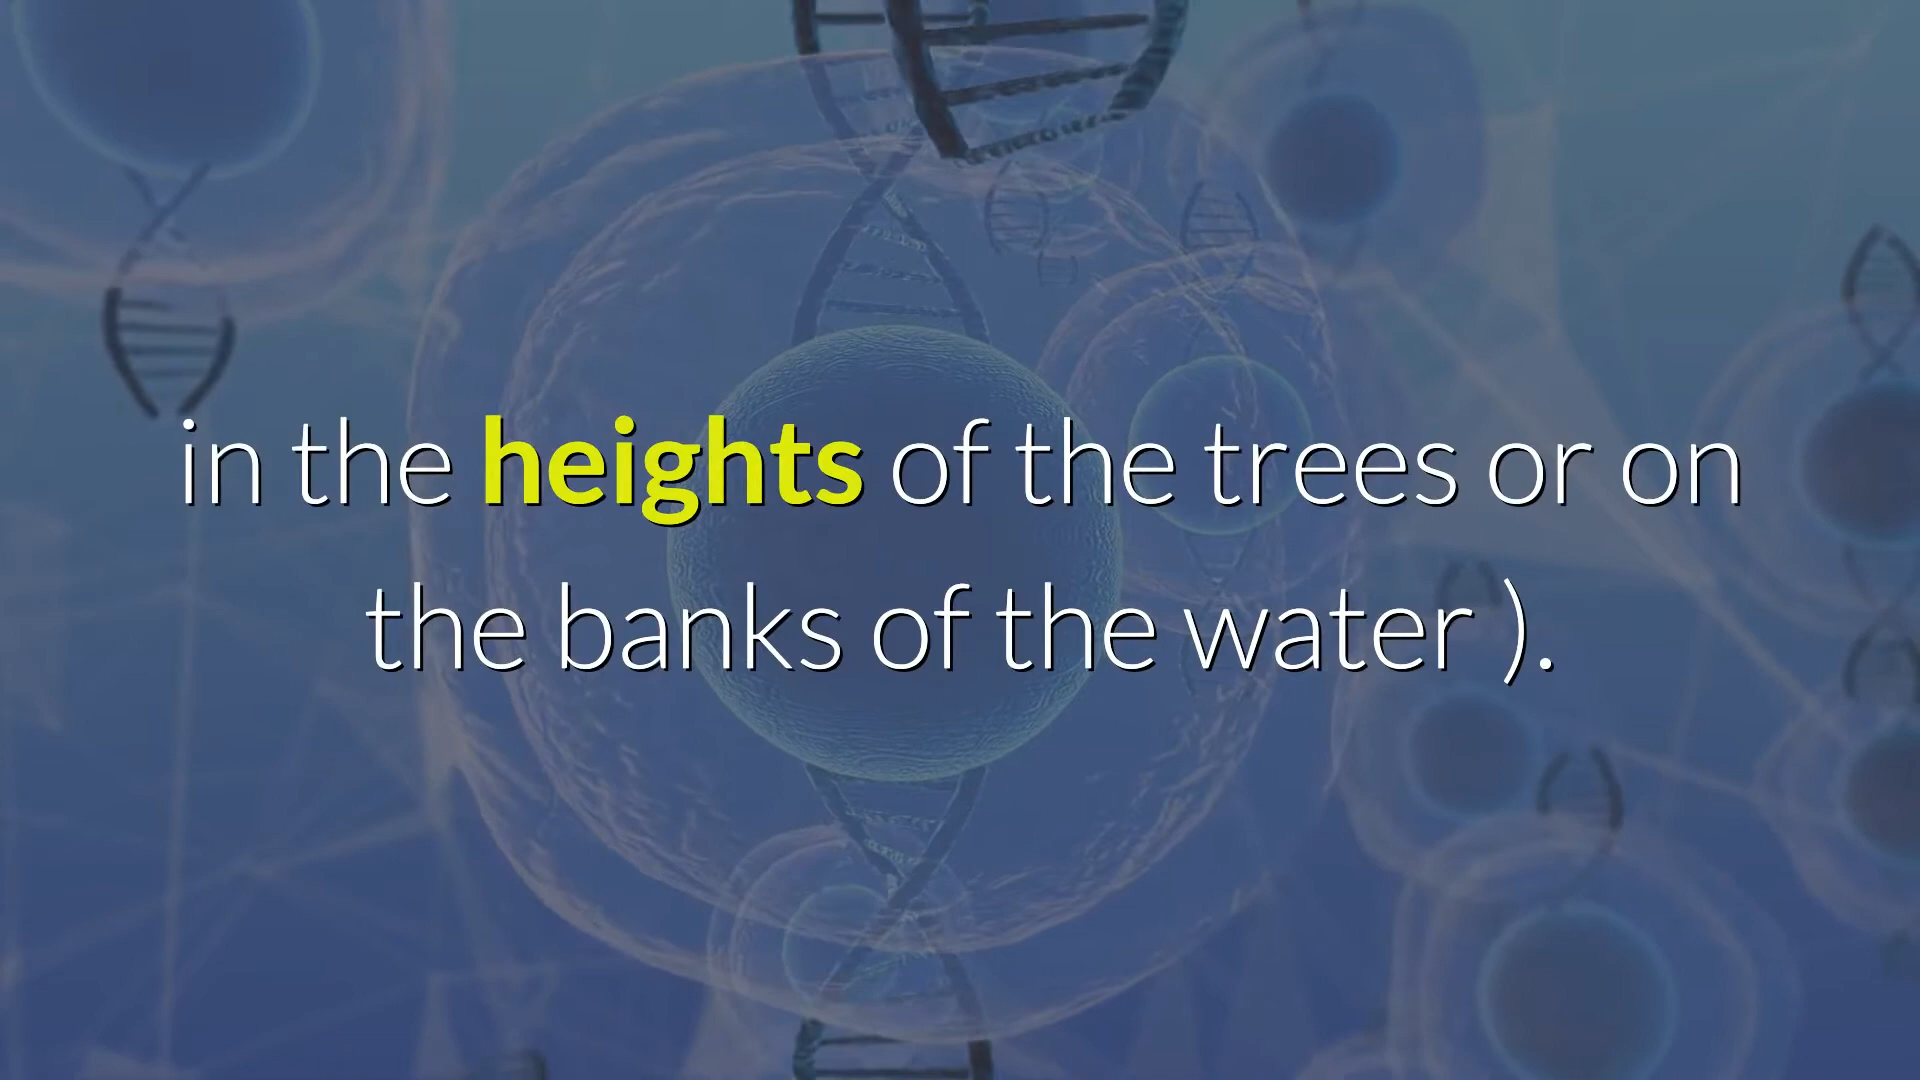 in the heights of the trees or on
the banks of the water ).